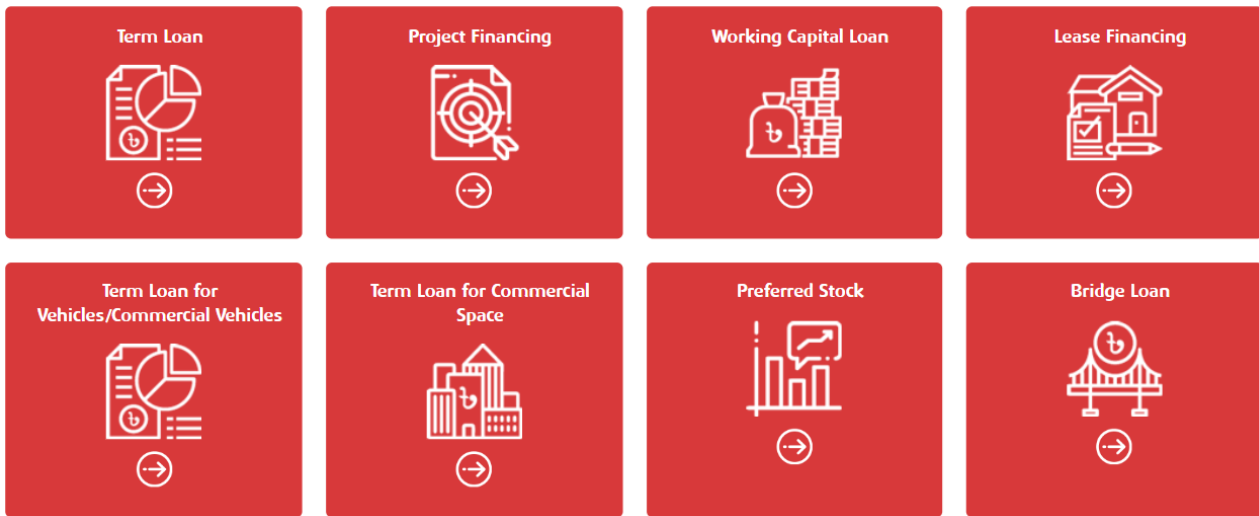 Term Loan
Project Financing
Working Capital Loan
Lease Financing
৳
৳
Term Loan for
Vehicles/Commercial Vehicles
Term Loan for Commercial
Space
Preferred Stock
Bridge Loan
৳
৳
৳